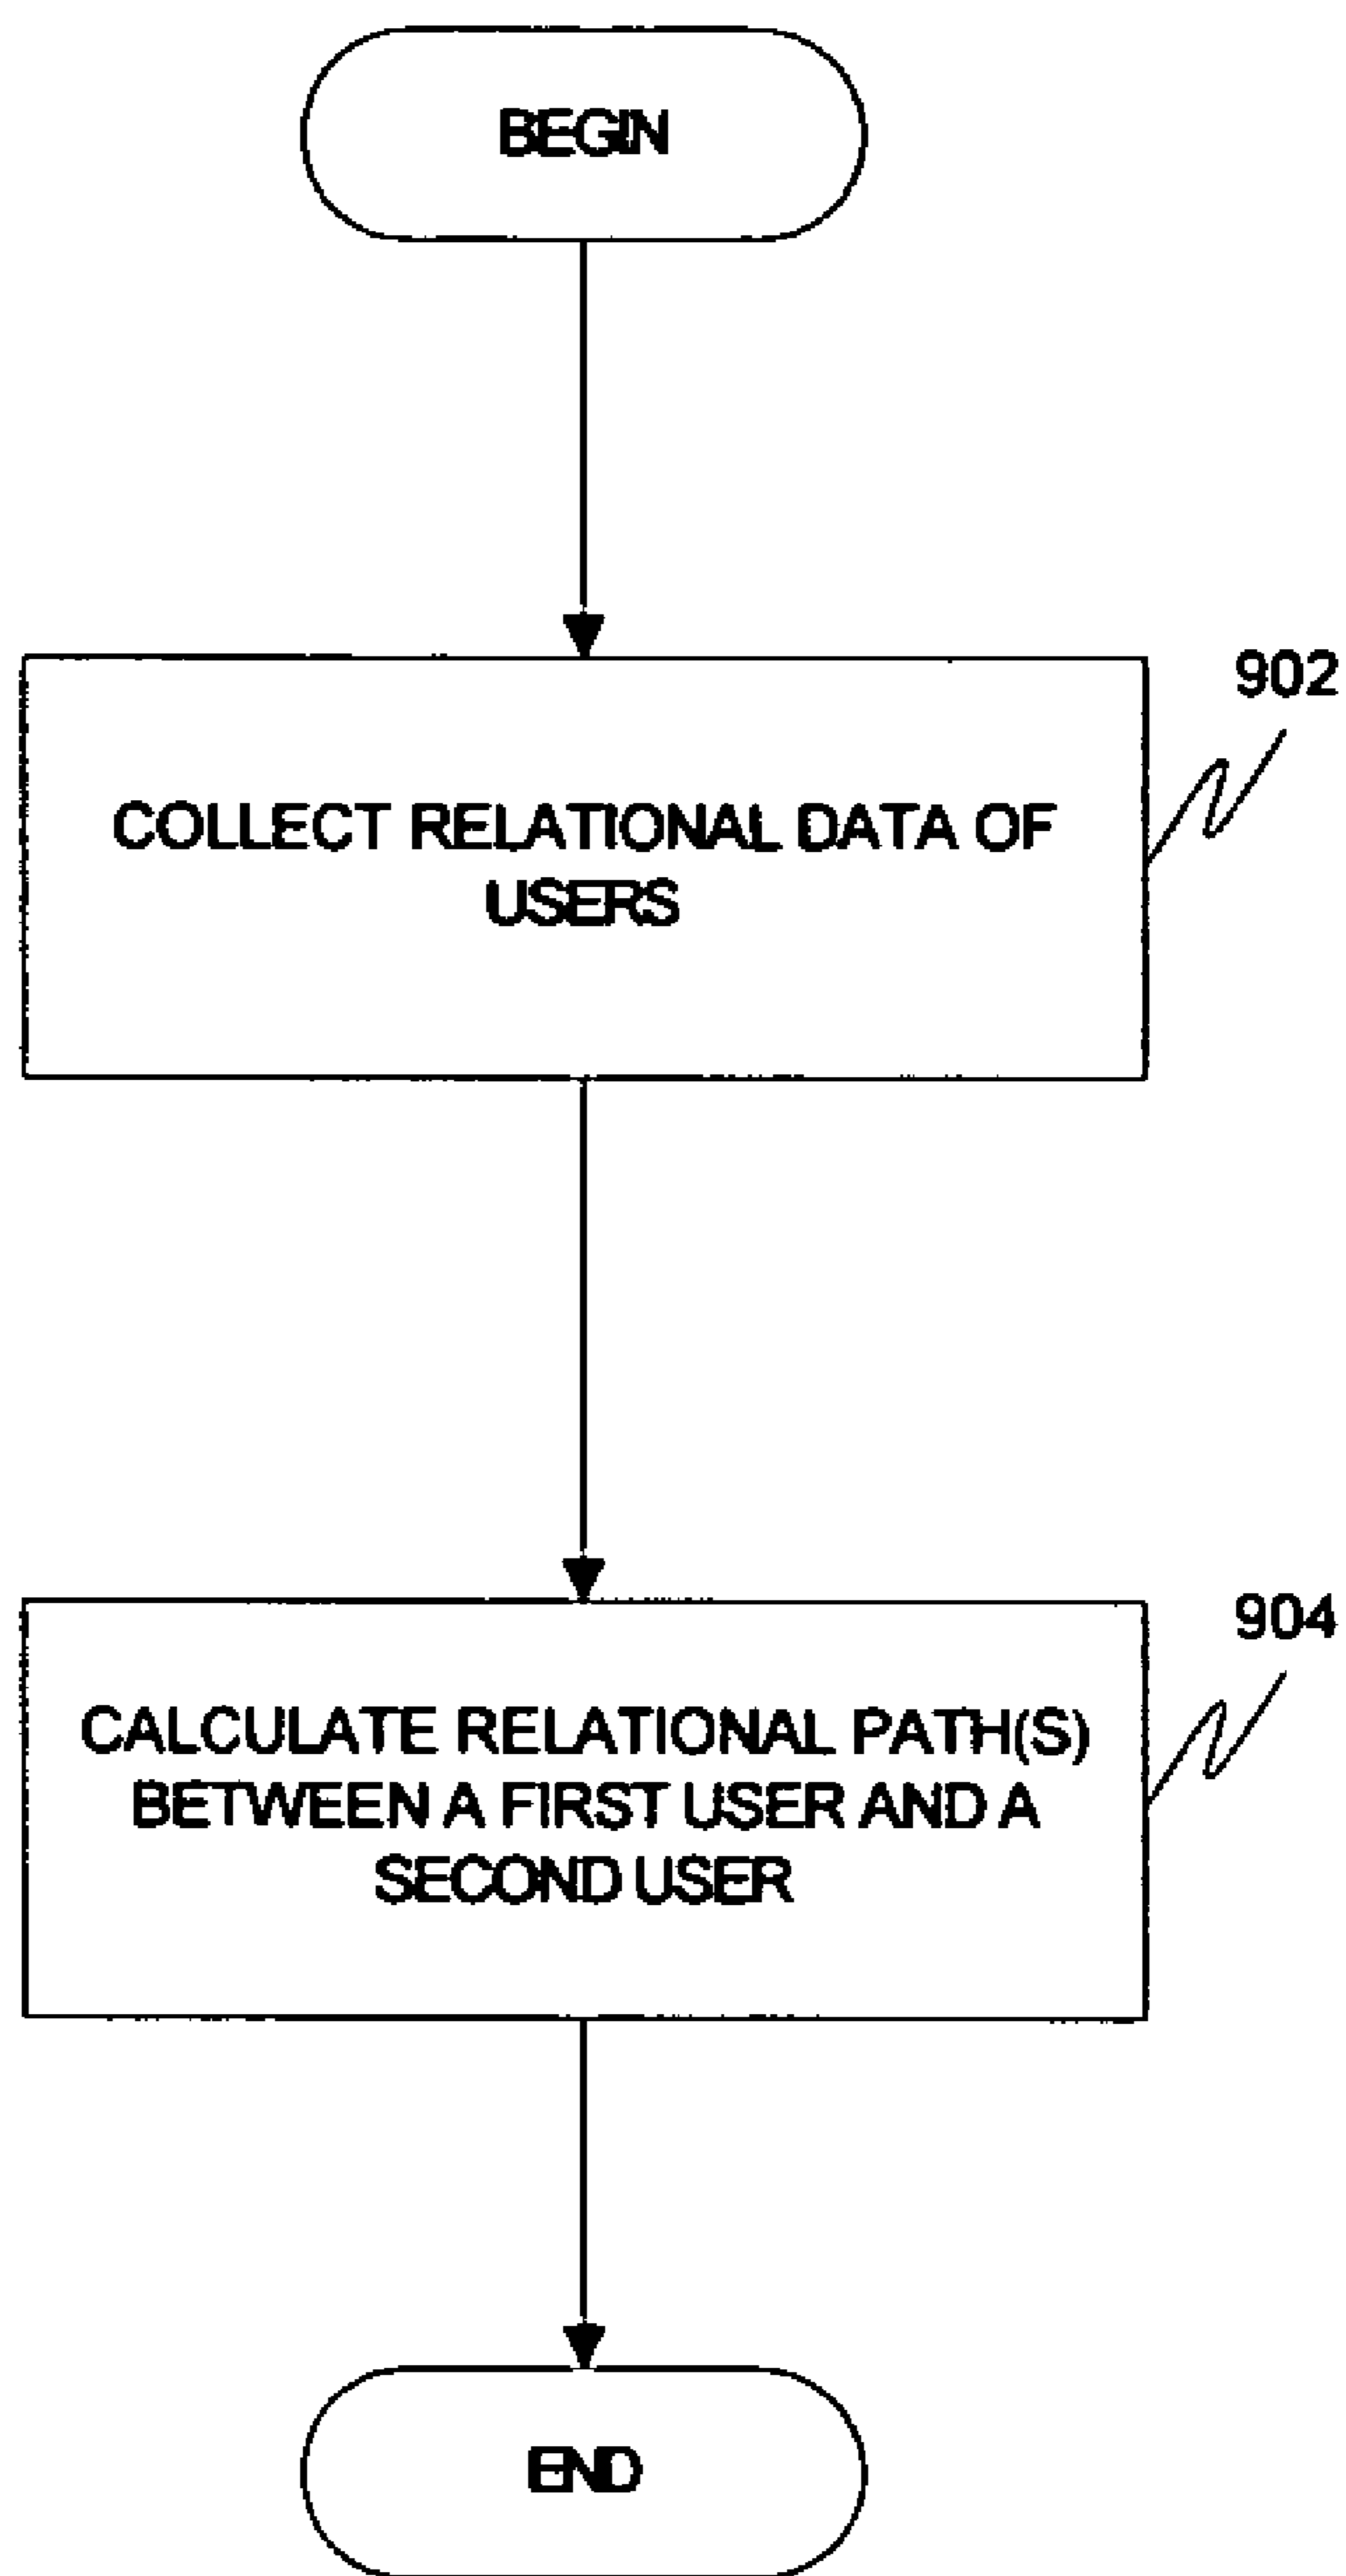 BEGIN
902
COLLECT RELATIONAL DATA OF
USERS
904
CALCULATE RELATIONAL PATH(S)
BETWEEN A FIRST USER AND A
SECOND USER
END